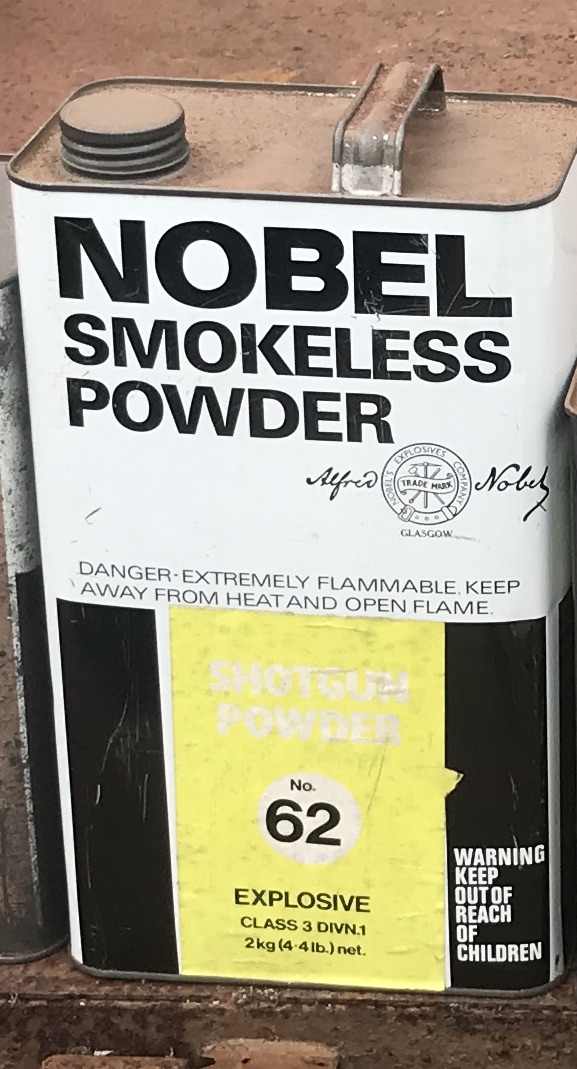 NOBEL
SMOKELESS
POWDER
Alfred Nobel
NOBEL'S EXPLOSIVES COMPANY
TRADE MARK
GLASGOW
DANGER-EXTREMELY FLAMMABLE. KEEP
AWAY FROM HEAT AND OPEN FLAME.
SHOTGUN
POWDER
No.
62
EXPLOSIVE
CLASS 3 DIVN.1
2kg (4·4lb.) net.
WARNING
KEEP
OUT OF
REACH
OF
CHILDREN